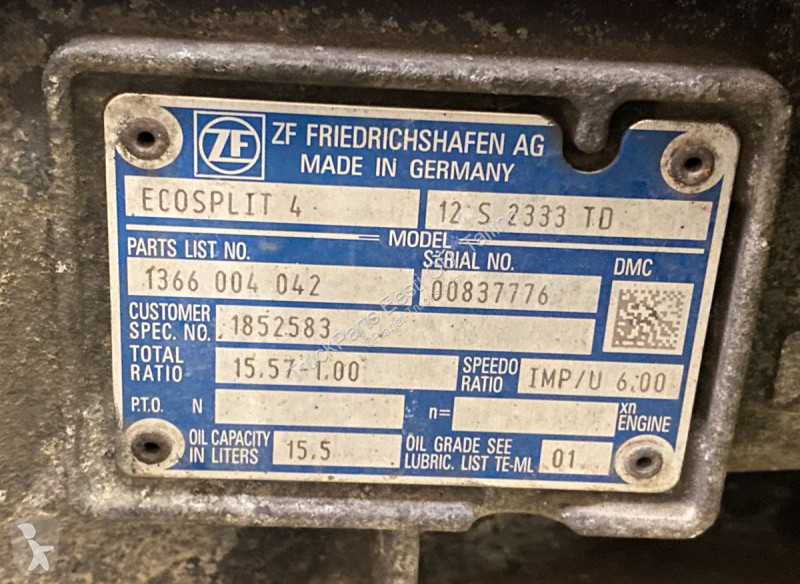 ZF ZF FRIEDRICHSHAFEN AG
MADE IN GERMANY
ECOSPLIT 4 12 S 2333 TD
MODEL
PARTS LIST NO. SERIAL NO. DMC
1366 004 042 00837776
CUSTOMER
SPEC. NO. 1852583
TOTAL
RATIO 15.57-1.00 SPEEDO
RATIO IMP/U 6.00
P.T.O. N n= xn
ENGINE
OIL CAPACITY
IN LITERS 15.5 OIL GRADE SEE
LUBRIC. LIST TE-ML 01